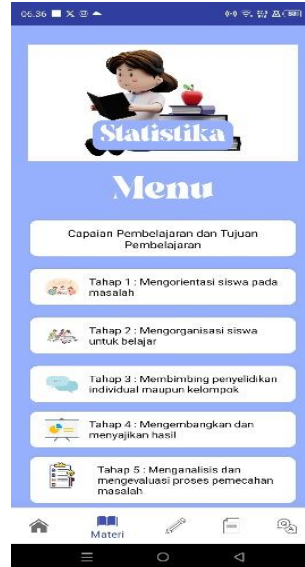 06.36
Statistika
Menu
Capaian Pembelajaran dan Tujuan
Pembelajaran
Tahap 1 : Mengorientasi siswa pada
masalah
Tahap 2 : Mengorganisasi siswa
untuk belajar
Tahap 3 : Membimbing penyelidikan
individual maupun kelompok
Tahap 4 : Mengembangkan dan
menyajikan hasil
Tahap 5 : Menganalisis dan
mengevaluasi proses pemecahan
masalah
Materi